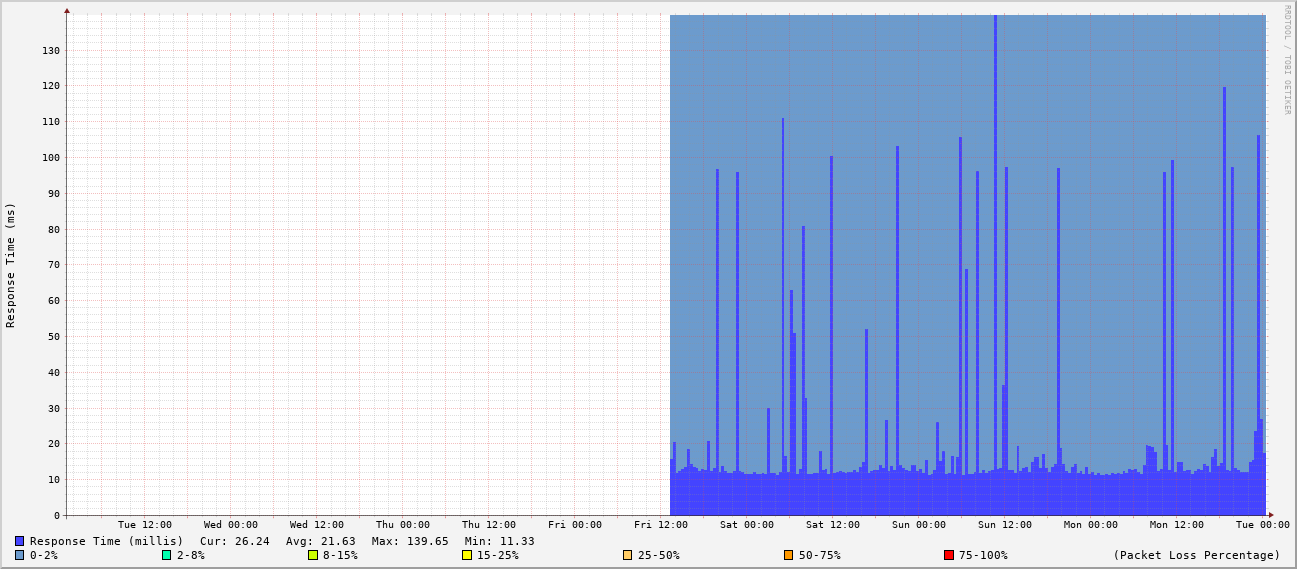 RRDTOOL / TOBI OETIKER
Response Time (ms)
130
120
110
100
90
80
70
60
50
40
30
20
10
0
Tue 12:00 Wed 00:00 Wed 12:00 Thu 00:00 Thu 12:00 Fri 00:00 Fri 12:00 Sat 00:00 Sat 12:00 Sun 00:00 Sun 12:00 Mon 00:00 Mon 12:00 Tue 00:00
Response Time (millis) Cur: 26.24 Avg: 21.63 Max: 139.65 Min: 11.33
0-2% 2-8% 8-15% 15-25% 25-50% 50-75% 75-100% (Packet Loss Percentage)